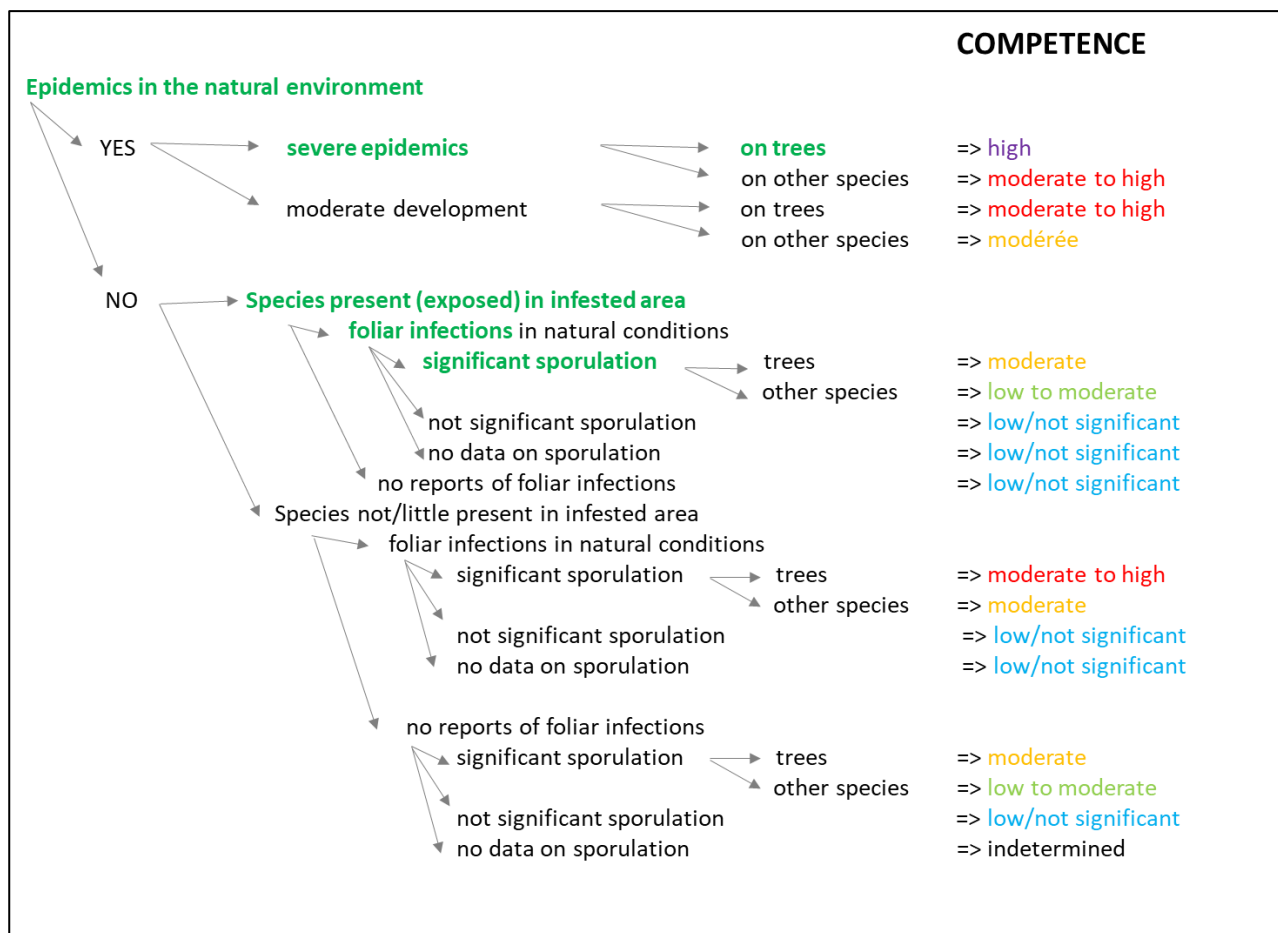 COMPETENCE
Epidemics in the natural environment
YES severe epidemics on trees => high
on other species => moderate to high
moderate development on trees => moderate to high
on other species => modérée
NO Species present (exposed) in infested area
foliar infections in natural conditions
significant sporulation trees => moderate
other species => low to moderate
not significant sporulation => low/not significant
no data on sporulation => low/not significant
no reports of foliar infections => low/not significant
Species not/little present in infested area
foliar infections in natural conditions
significant sporulation trees => moderate to high
other species => moderate
not significant sporulation => low/not significant
no data on sporulation => low/not significant
no reports of foliar infections
significant sporulation trees => moderate
other species => low to moderate
not significant sporulation => low/not significant
no data on sporulation => indetermined